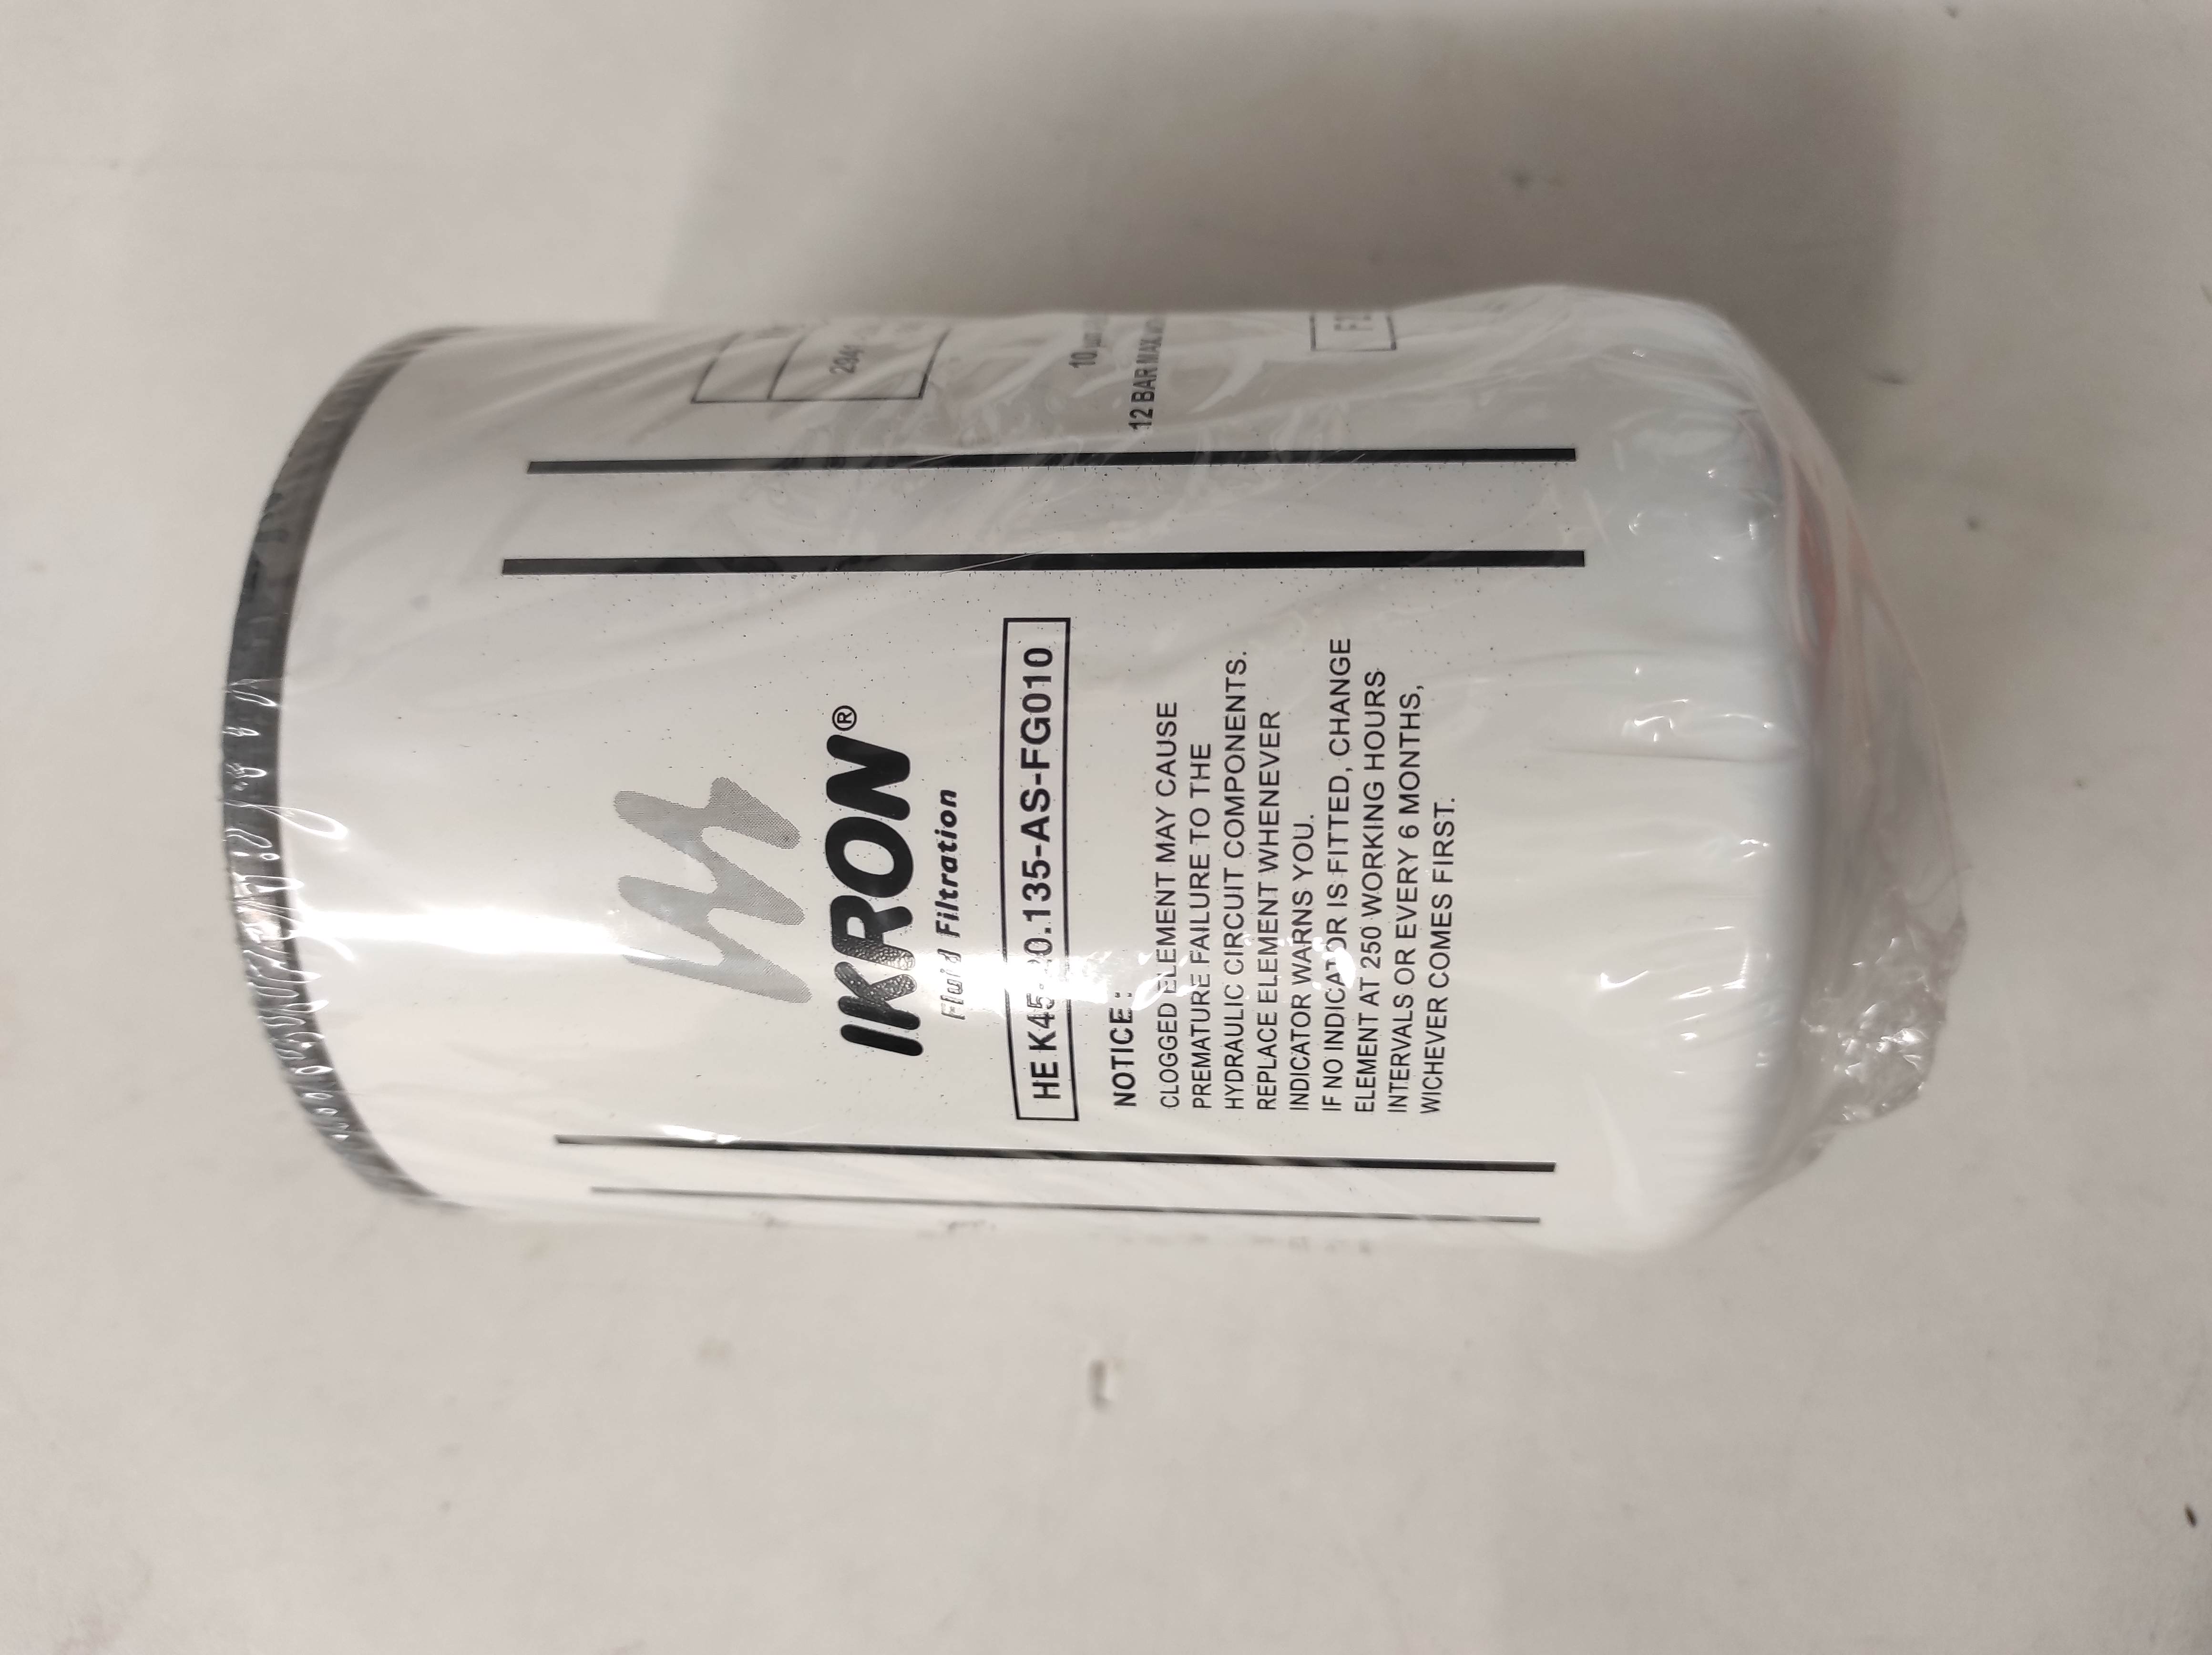 IKRON®
Fluid Filtration
HE K45-20.135-AS-FG010
NOTICE :
CLOGGED ELEMENT MAY CAUSE
PREMATURE FAILURE TO THE
HYDRAULIC CIRCUIT COMPONENTS.
REPLACE ELEMENT WHENEVER
INDICATOR WARNS YOU.
IF NO INDICATOR IS FITTED, CHANGE
ELEMENT AT 250 WORKING HOURS
INTERVALS OR EVERY 6 MONTHS,
WICHEVER COMES FIRST.
10
12 BAR MAX